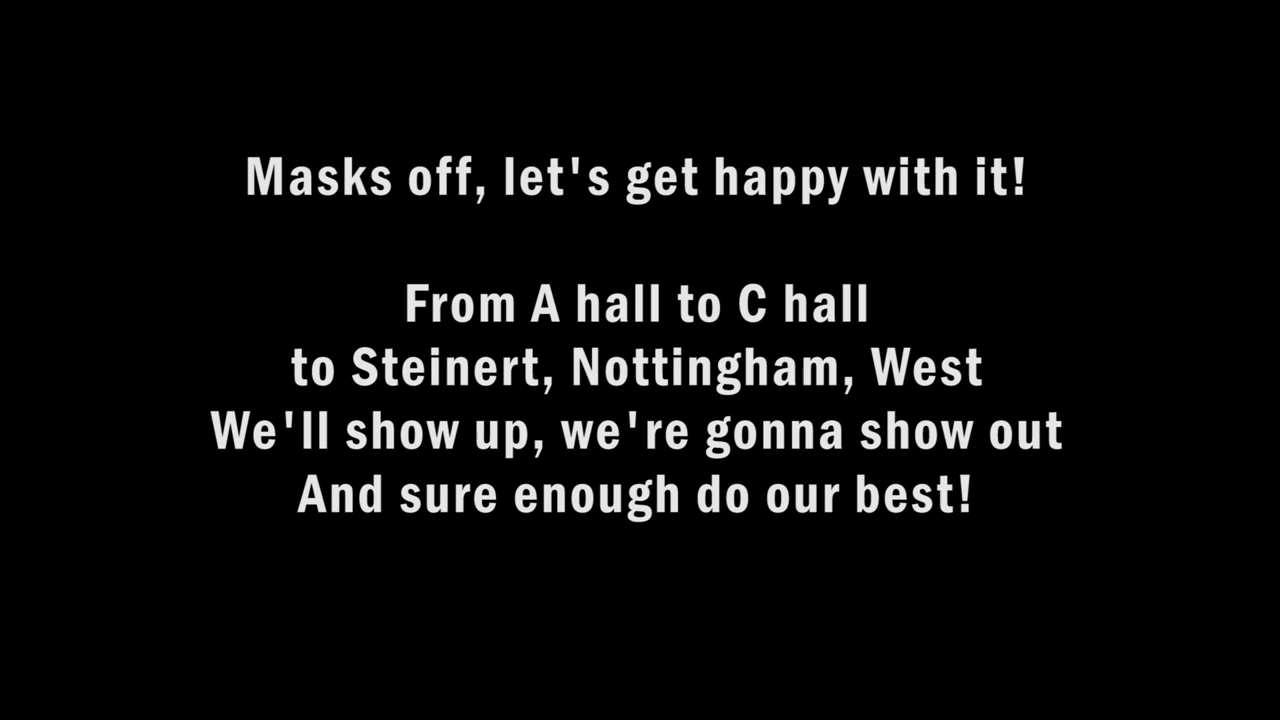 Masks off, let's get happy with it!
From A hall to C hall
to Steinert, Nottingham, West
We'll show up, we're gonna show out
And sure enough do our best!